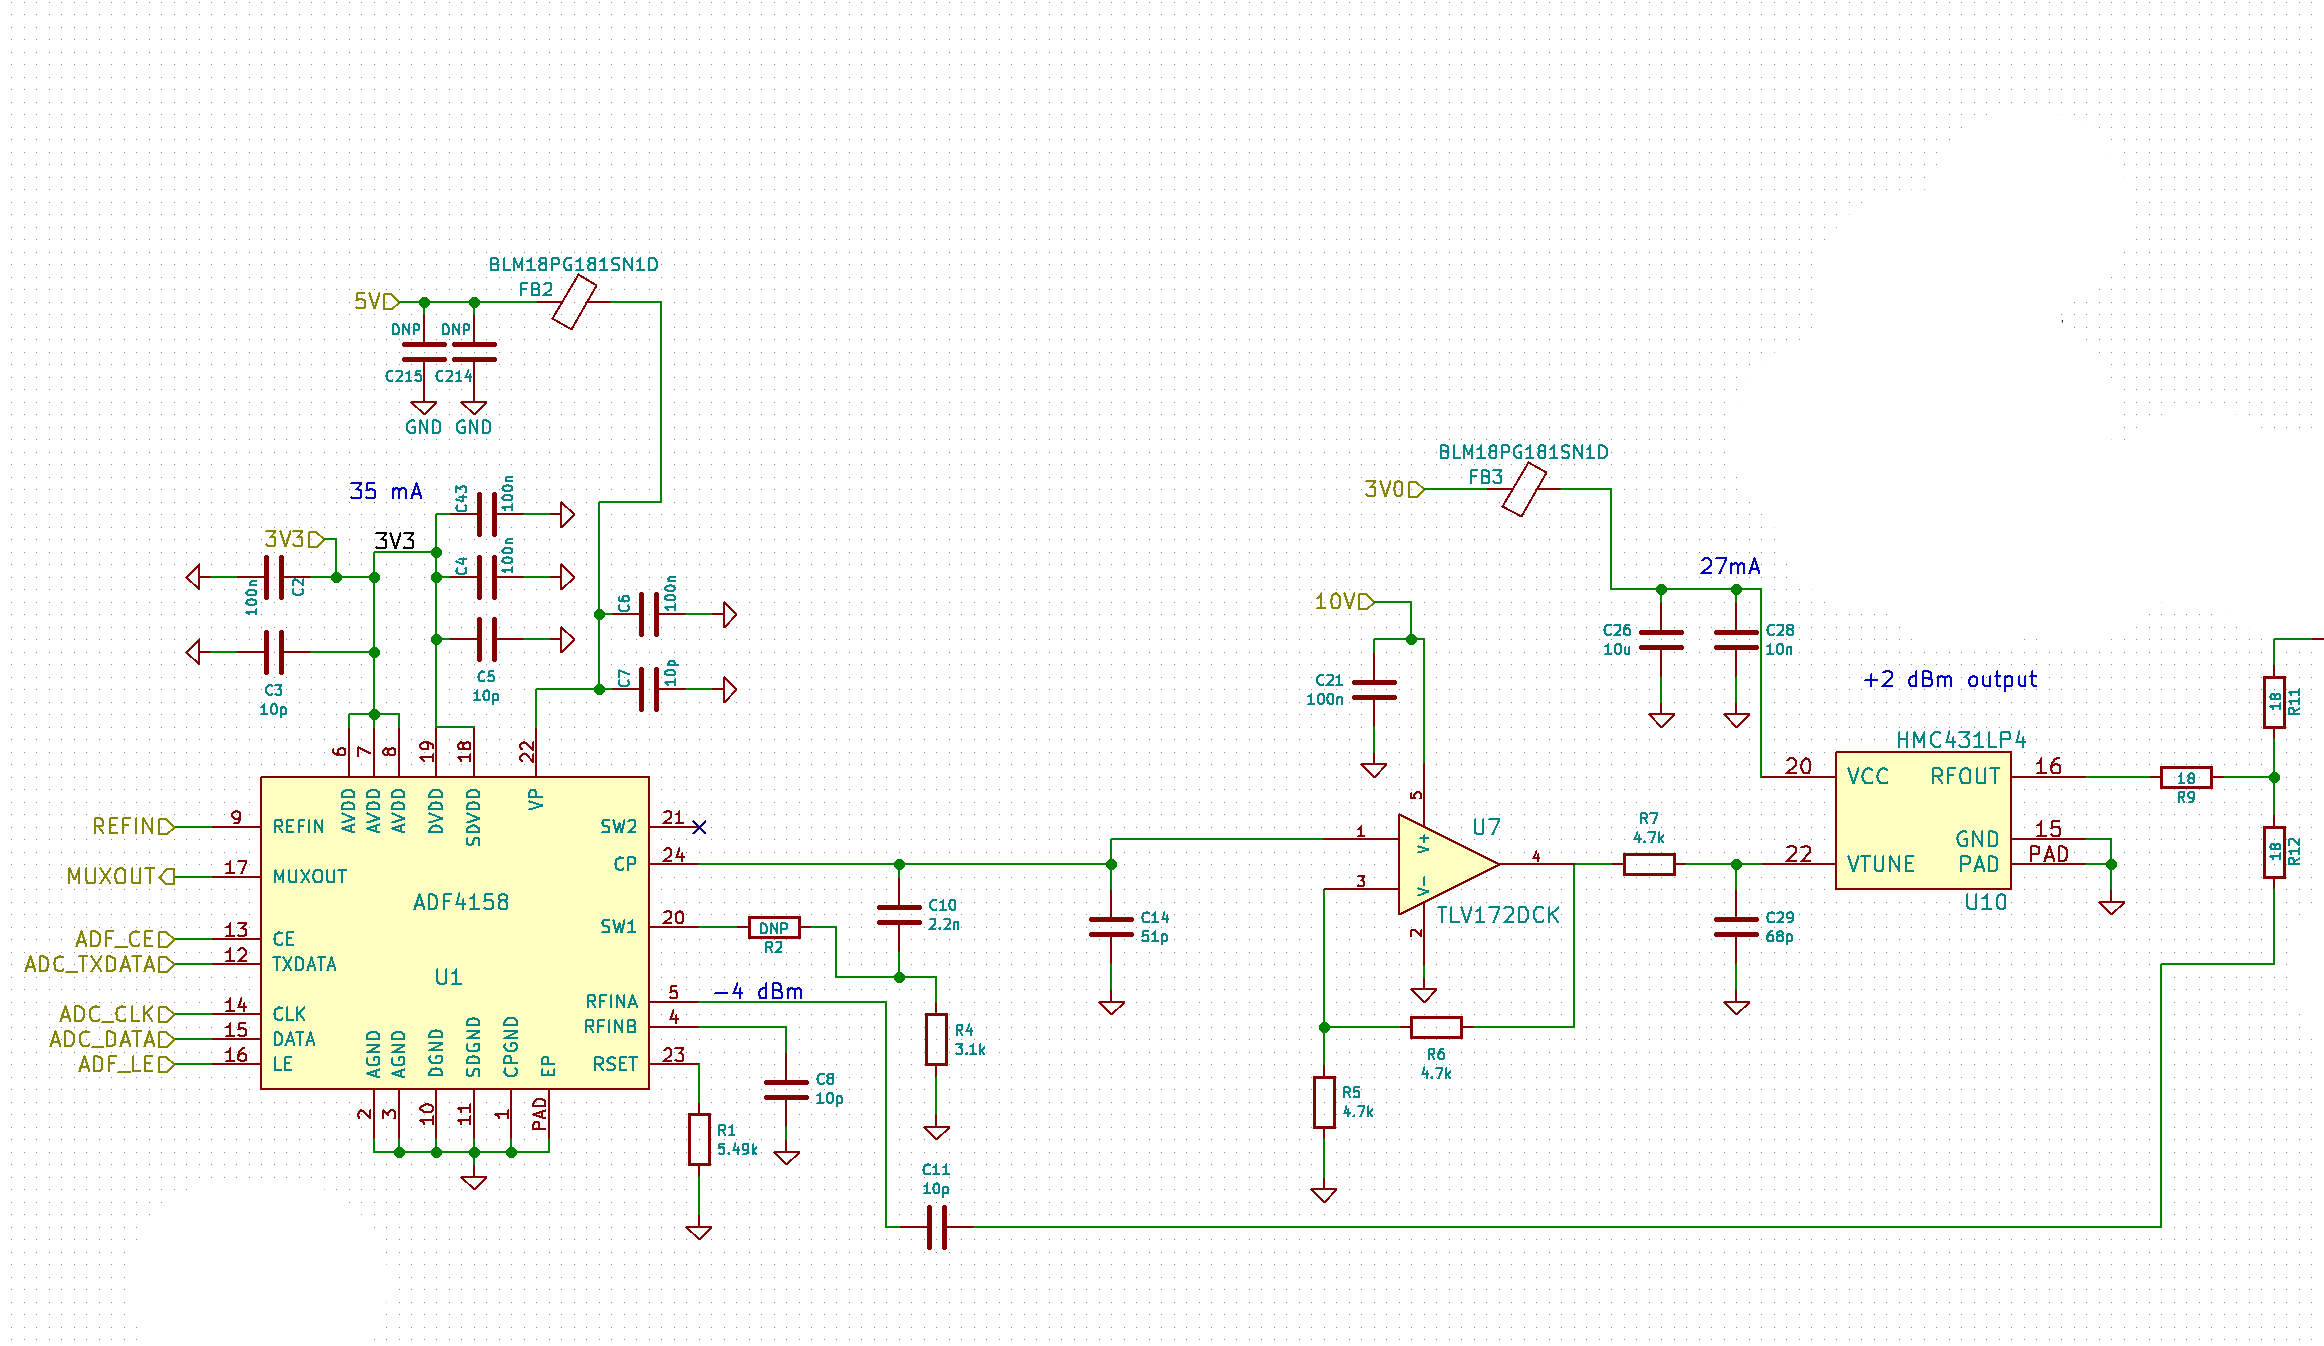 BLM18PG181SN1D
FB2
5V
DNP
DNP
C215
C214
GND
GND
BLM18PG181SN1D
FB3
3V0
35 mA
C43
100n
3V3
3V3
C4
100n
100n
C2
C3
10p
C5
10p
C6
100n
C7
10p
27mA
10V
C26
10u
C28
10n
C21
100n
+2 dBm output
18
R11
6
7
8
19
18
22
AVDD
AVDD
AVDD
DVDD
SDVDD
VP
REFIN
9
REFIN
MUXOUT
17
MUXOUT
ADF4158
ADF_CE
13
CE
ADC_TXDATA
12
TXDATA
U1
ADC_CLK
14
CLK
ADC_DATA
15
DATA
ADF_LE
16
LE
SW2
21
CP
24
SW1
20
RFINA
5
RFINB
4
RSET
23
AGND
AGND
DGND
SDGND
CPGND
EP
2
3
10
11
1
PAD
DNP
R2
-4 dBm
C10
2.2n
R4
3.1k
C8
10p
R1
5.49k
C11
10p
C14
51p
1
3
5
V+
V-
2
4
U7
TLV172DCK
R6
4.7k
R5
4.7k
R7
4.7k
C29
68p
HMC431LP4
20
VCC
22
VTUNE
RFOUT
16
GND
15
PAD
PAD
U10
18
R9
18
R12